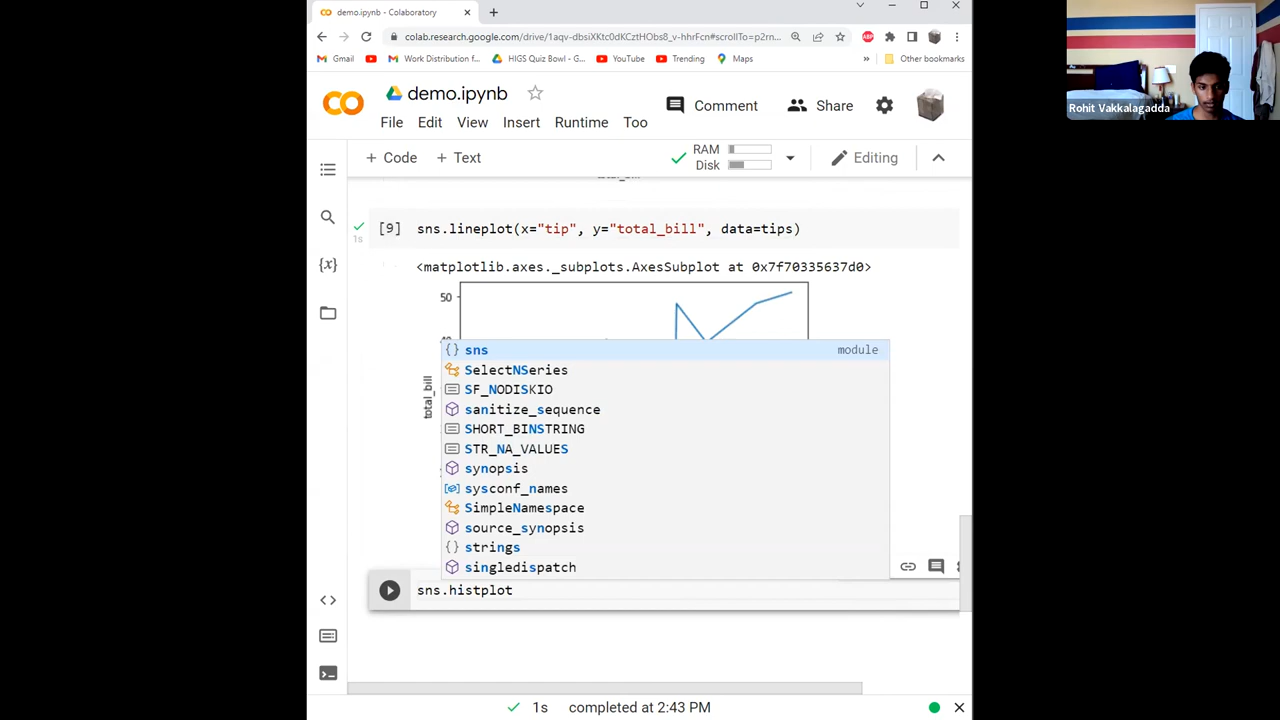 demo.ipynb - Colaboratory
colab.research.google.com/drive/1aqv-dbsiXKtc0dKCztHObs8_v-hhrFcn#scrollTo=p2rn...
Gmail
Work Distribution f...
HIGS Quiz Bowl - G...
YouTube
Trending
Maps
»
Other bookmarks
Rohit Vakkalagadda
demo.ipynb
Comment
Share
File Edit View Insert Runtime Too
+ Code + Text
RAM
Disk
Editing
[9] sns.lineplot(x="tip", y="total_bill", data=tips)
1s
<matplotlib.axes._subplots.AxesSubplot at 0x7f70335637d0>
50
total_bill
sns module
SelectNSeries
SF_NODISKIO
sanitize_sequence
SHORT_BINSTRING
STR_NA_VALUES
synopsis
sysconf_names
SimpleNamespace
source_synopsis
strings
singledispatch
sns.histplot
1s completed at 2:43 PM